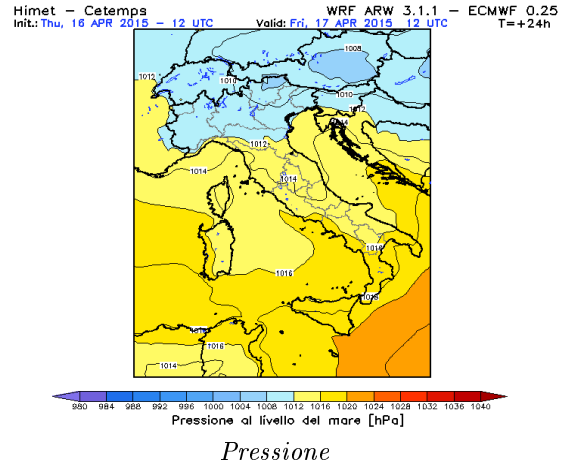 Himet – Cetemps WRF ARW 3.1.1 – ECMWF 0.25
Init.: Thu, 16 APR 2015 – 12 UTC Valid: Fri, 17 APR 2015 12 UTC T=+24h
1008
1012
1010
1010
1012
1014
1012
1014
1014
1016
1016
1016
1016
1014
980 984 988 992 996 1000 1004 1008 1012 1016 1020 1024 1028 1032 1036 1040
Pressione al livello del mare [hPa]
Pressione